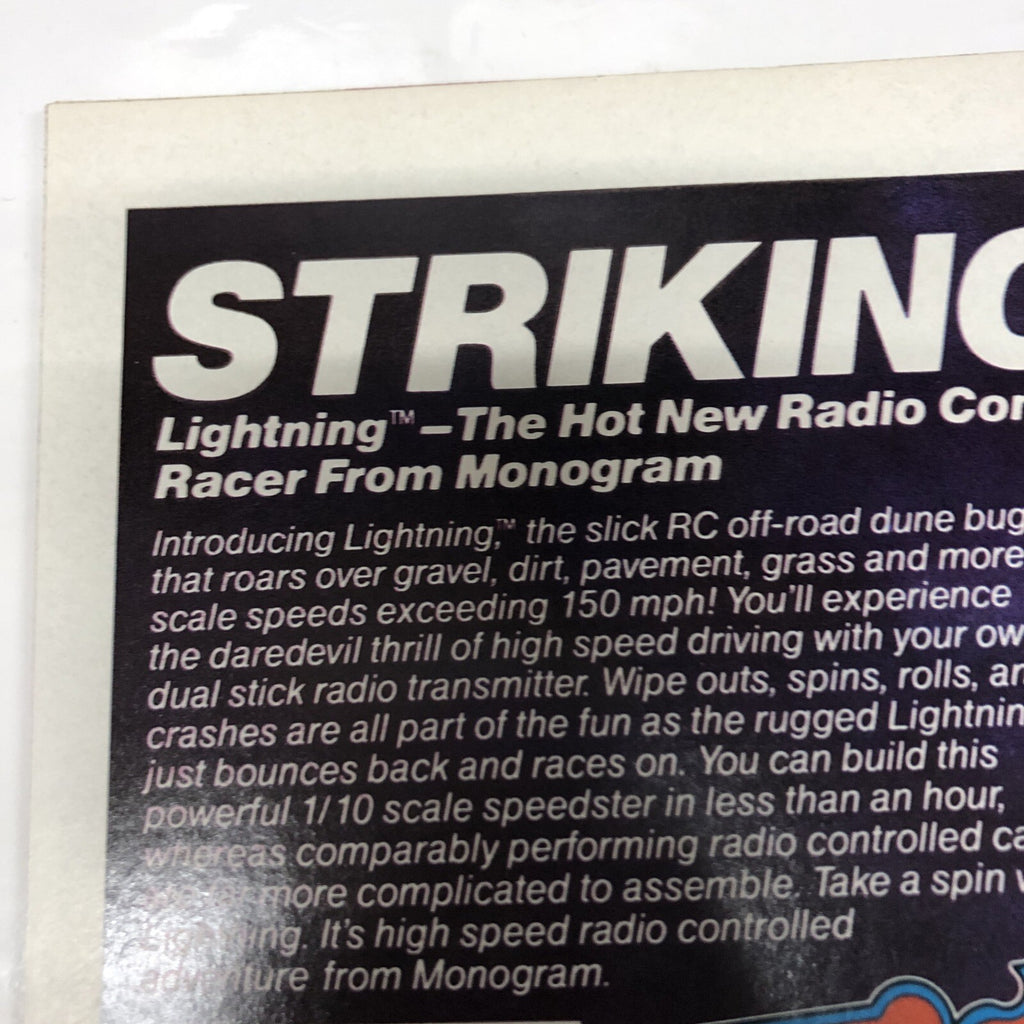 STRIKING
Lightning™—The Hot New Radio Con
Racer From Monogram
Introducing Lightning,™ the slick RC off-road dune bug
that roars over gravel, dirt, pavement, grass and more
scale speeds exceeding 150 mph! You'll experience
the daredevil thrill of high speed driving with your ow
dual stick radio transmitter. Wipe outs, spins, rolls, an
crashes are all part of the fun as the rugged Lightnin
just bounces back and races on. You can build this
powerful 1/10 scale speedster in less than an hour,
whereas comparably performing radio controlled ca
more complicated to assemble. Take a spin w
Lightning. It's high speed radio controlled
adventure from Monogram.